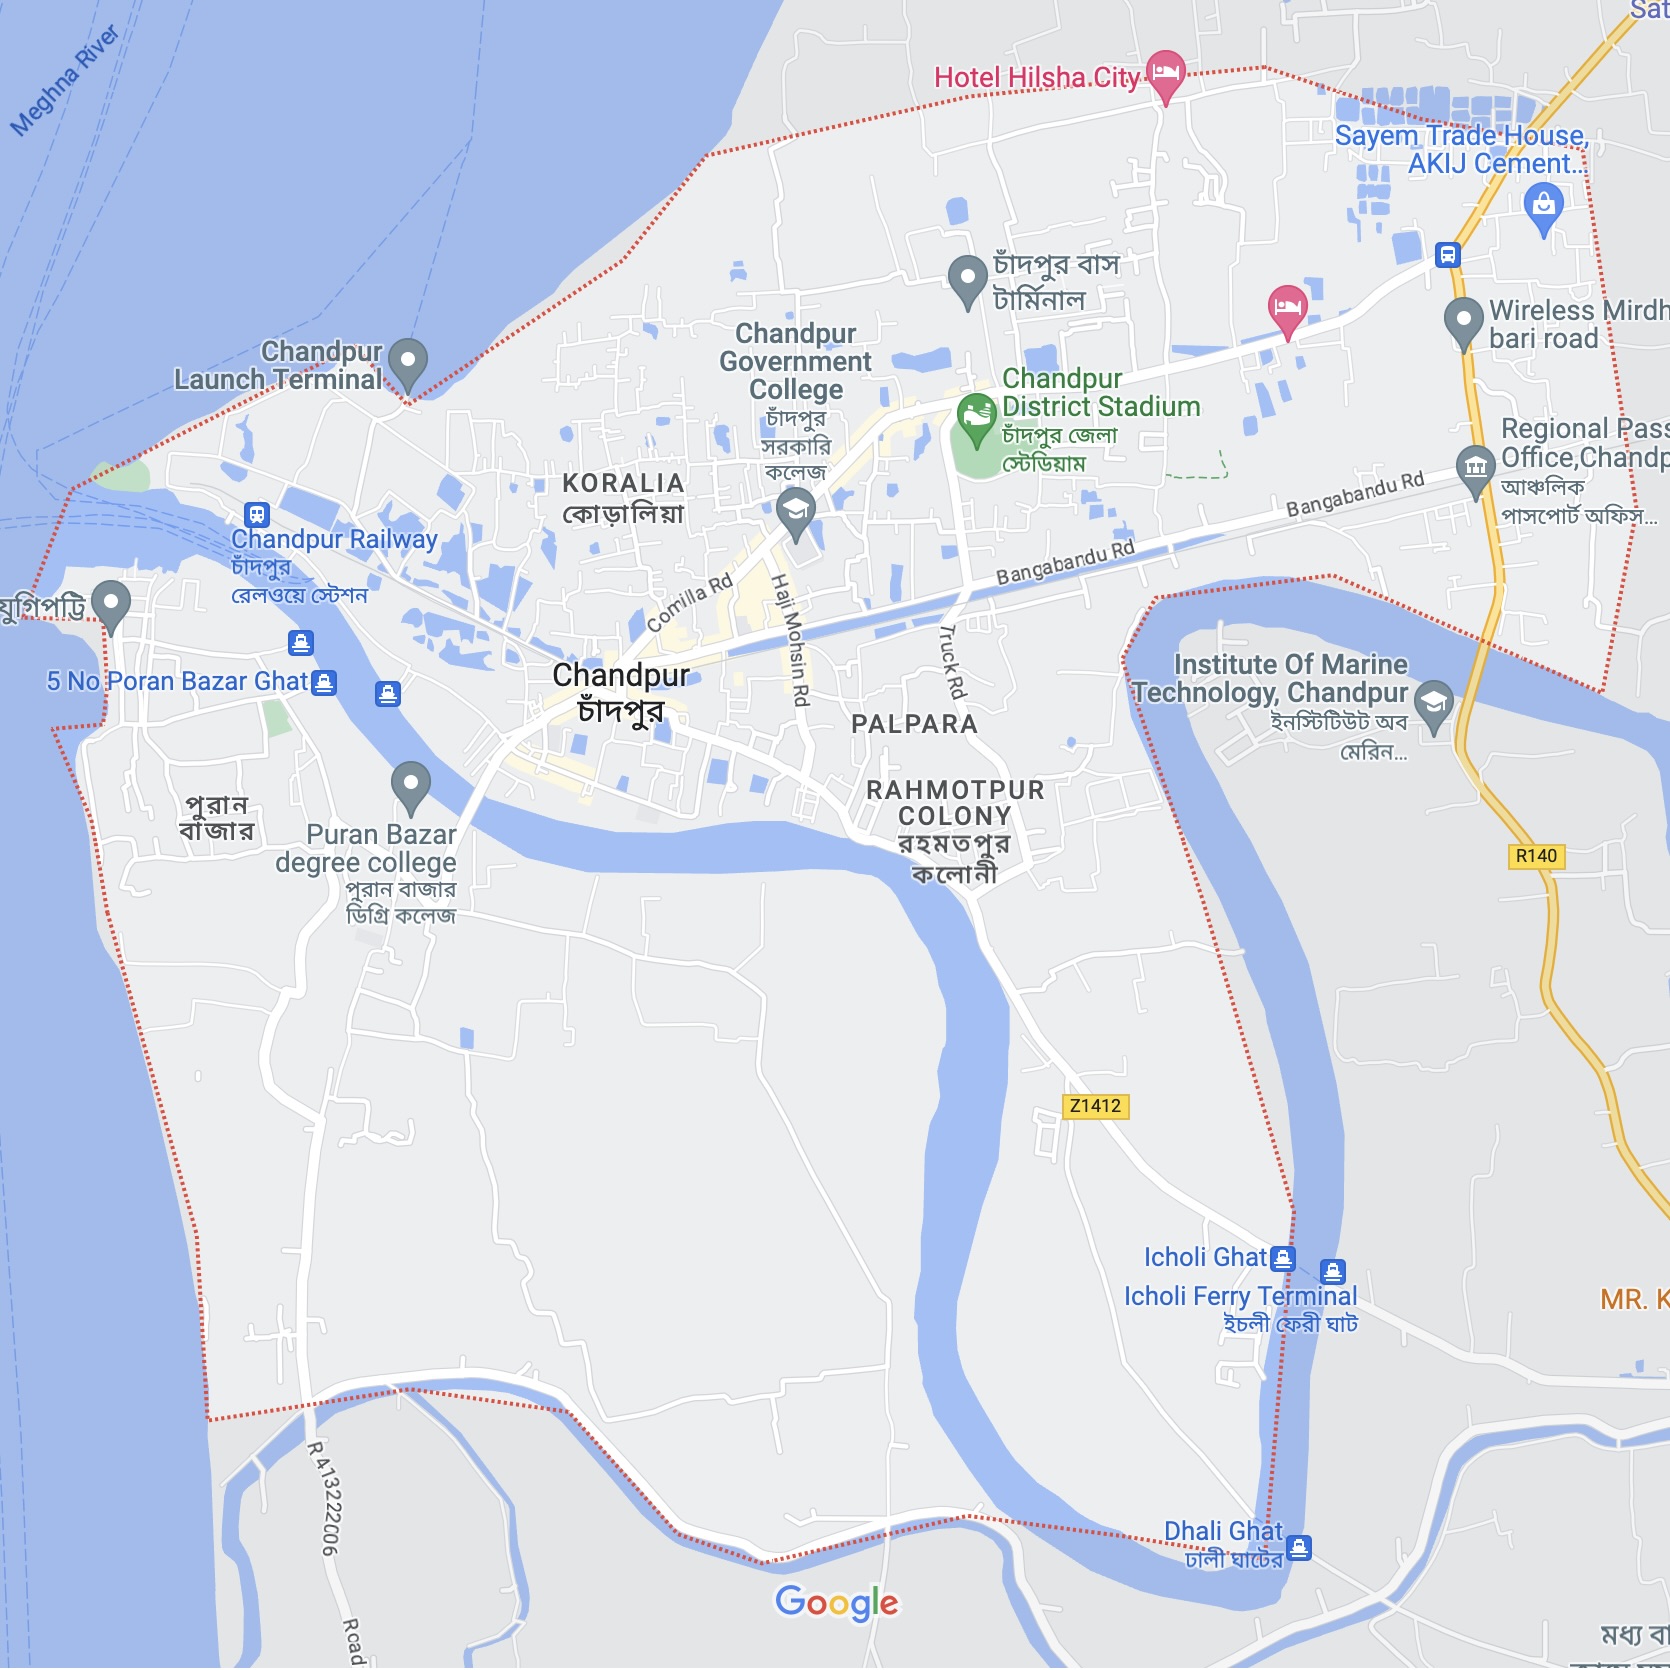 Sat
Meghna River
Hotel Hilsha City
Sayem Trade House,
AKIJ Cement...
চাঁদপুর বাস
টার্মিনাল
Wireless Mirdh
bari road
Chandpur
Launch Terminal
Chandpur
Government
College
চাঁদপুর
সরকারি
কলেজ
Chandpur
District Stadium
চাঁদপুর জেলা
স্টেডিয়াম
Regional Pass
Office,Chandp
আঞ্চলিক
পাসপোর্ট অফিস...
KORALIA
কোড়ালিয়া
Bangabandu Rd
Chandpur Railway
চাঁদপুর
রেলওয়ে স্টেশন
Bangabandu Rd
Comilla Rd
Haji Mohsin Rd
Truck Rd
যুগিপট্টি
5 No Poran Bazar Ghat
Chandpur
চাঁদপুর
Institute Of Marine
Technology, Chandpur
ইনস্টিটিউট অব
মেরিন...
PALPARA
RAHMOTPUR
COLONY
রহমতপুর
কলোনী
পুরান
বাজার
Puran Bazar
degree college
পুরান বাজার
ডিগ্রি কলেজ
R140
Z1412
Icholi Ghat
Icholi Ferry Terminal
ইচলী ফেরী ঘাট
MR. K
R 413222006
Road
Dhali Ghat
ঢালী ঘাটের
Google
মধ্য বা